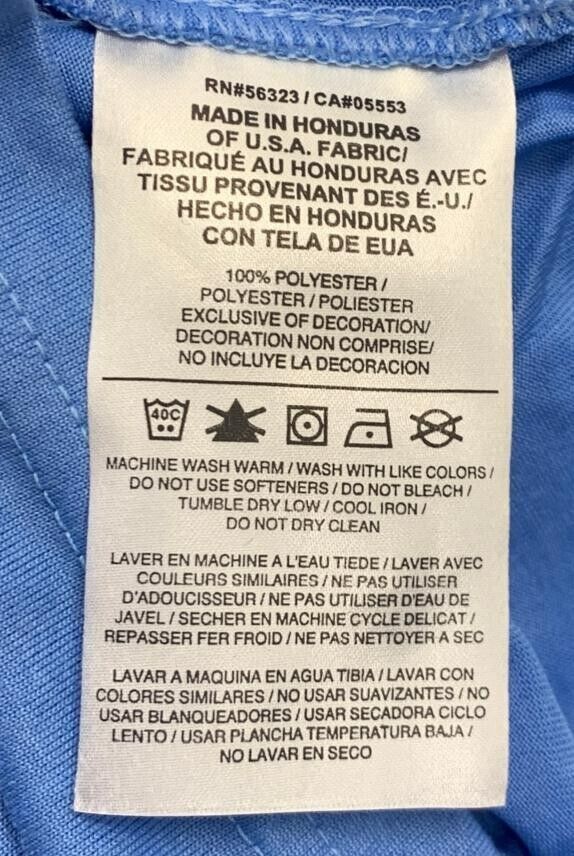 RN#56323 / CA#05553
MADE IN HONDURAS
OF U.S.A. FABRIC/
FABRIQUÉ AU HONDURAS AVEC
TISSU PROVENANT DES É.-U./
HECHO EN HONDURAS
CON TELA DE EUA
100% POLYESTER /
POLYESTER / POLIESTER
EXCLUSIVE OF DECORATION/
DECORATION NON COMPRISE/
NO INCLUYE LA DECORACION
40C
MACHINE WASH WARM / WASH WITH LIKE COLORS /
DO NOT USE SOFTENERS / DO NOT BLEACH /
TUMBLE DRY LOW / COOL IRON /
DO NOT DRY CLEAN
LAVER EN MACHINE A L'EAU TIEDE / LAVER AVEC
COULEURS SIMILAIRES / NE PAS UTILISER
D'ADOUCISSEUR / NE PAS UTILISER D'EAU DE
JAVEL / SECHER EN MACHINE CYCLE DELICAT /
REPASSER FER FROID / NE PAS NETTOYER A SEC
LAVAR A MAQUINA EN AGUA TIBIA / LAVAR CON
COLORES SIMILARES / NO USAR SUAVIZANTES / NO
USAR BLANQUEADORES / USAR SECADORA CICLO
LENTO / USAR PLANCHA TEMPERATURA BAJA /
NO LAVAR EN SECO